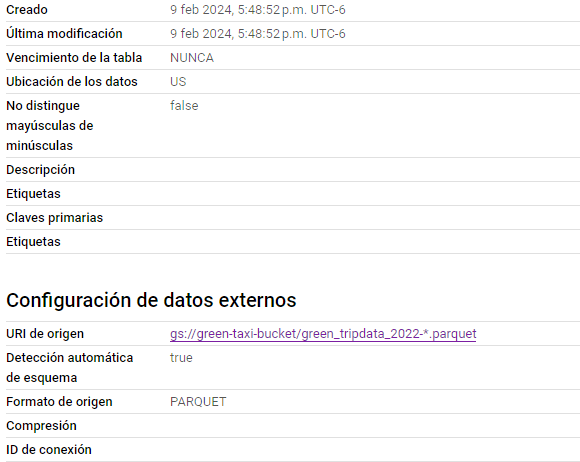 Creado 9 feb 2024, 5:48:52 p.m. UTC-6
Última modificación 9 feb 2024, 5:48:52 p.m. UTC-6
Vencimiento de la tabla NUNCA
Ubicación de los datos US
No distingue false
mayúsculas de
minúsculas
Descripción
Etiquetas
Claves primarias
Etiquetas
Configuración de datos externos
URI de origen gs://green-taxi-bucket/green_tripdata_2022-*.parquet
Detección automática true
de esquema
Formato de origen PARQUET
Compresión
ID de conexión